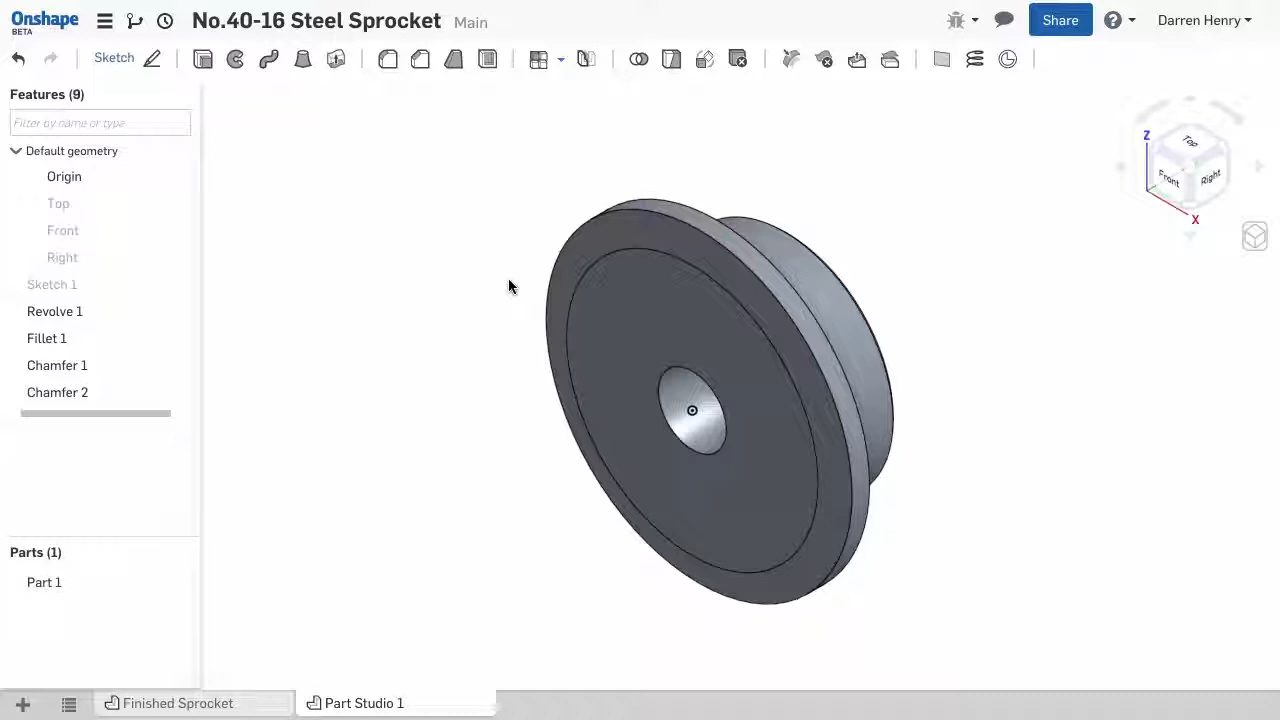 Onshape
BETA
No.40-16 Steel Sprocket Main
Share
Darren Henry
Sketch
Features (9)
Filter by name or type
Default geometry
Origin
Top
Front
Right
Sketch 1
Revolve 1
Fillet 1
Chamfer 1
Chamfer 2
Parts (1)
Part 1
Z
Top
Front
Right
X
Finished Sprocket
Part Studio 1